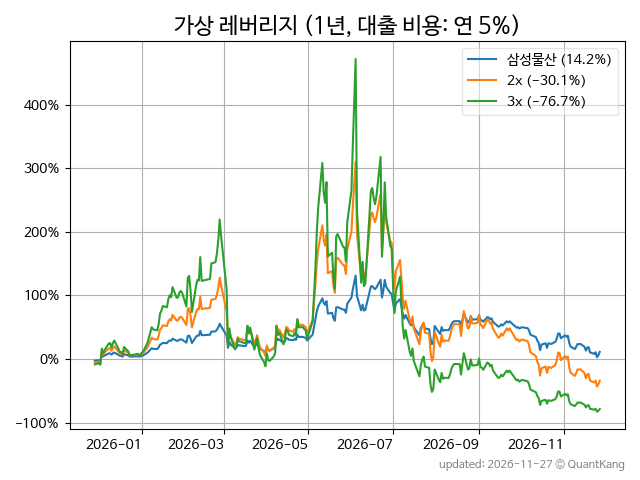 가상 레버리지 (1년, 대출 비용: 연 5%)
삼성물산 (14.2%)
2x (−30.1%)
3x (−76.7%)
400%
300%
200%
100%
0%
−100%
2026-01 2026-03 2026-05 2026-07 2026-09 2026-11
updated: 2026-11-27 © QuantKang